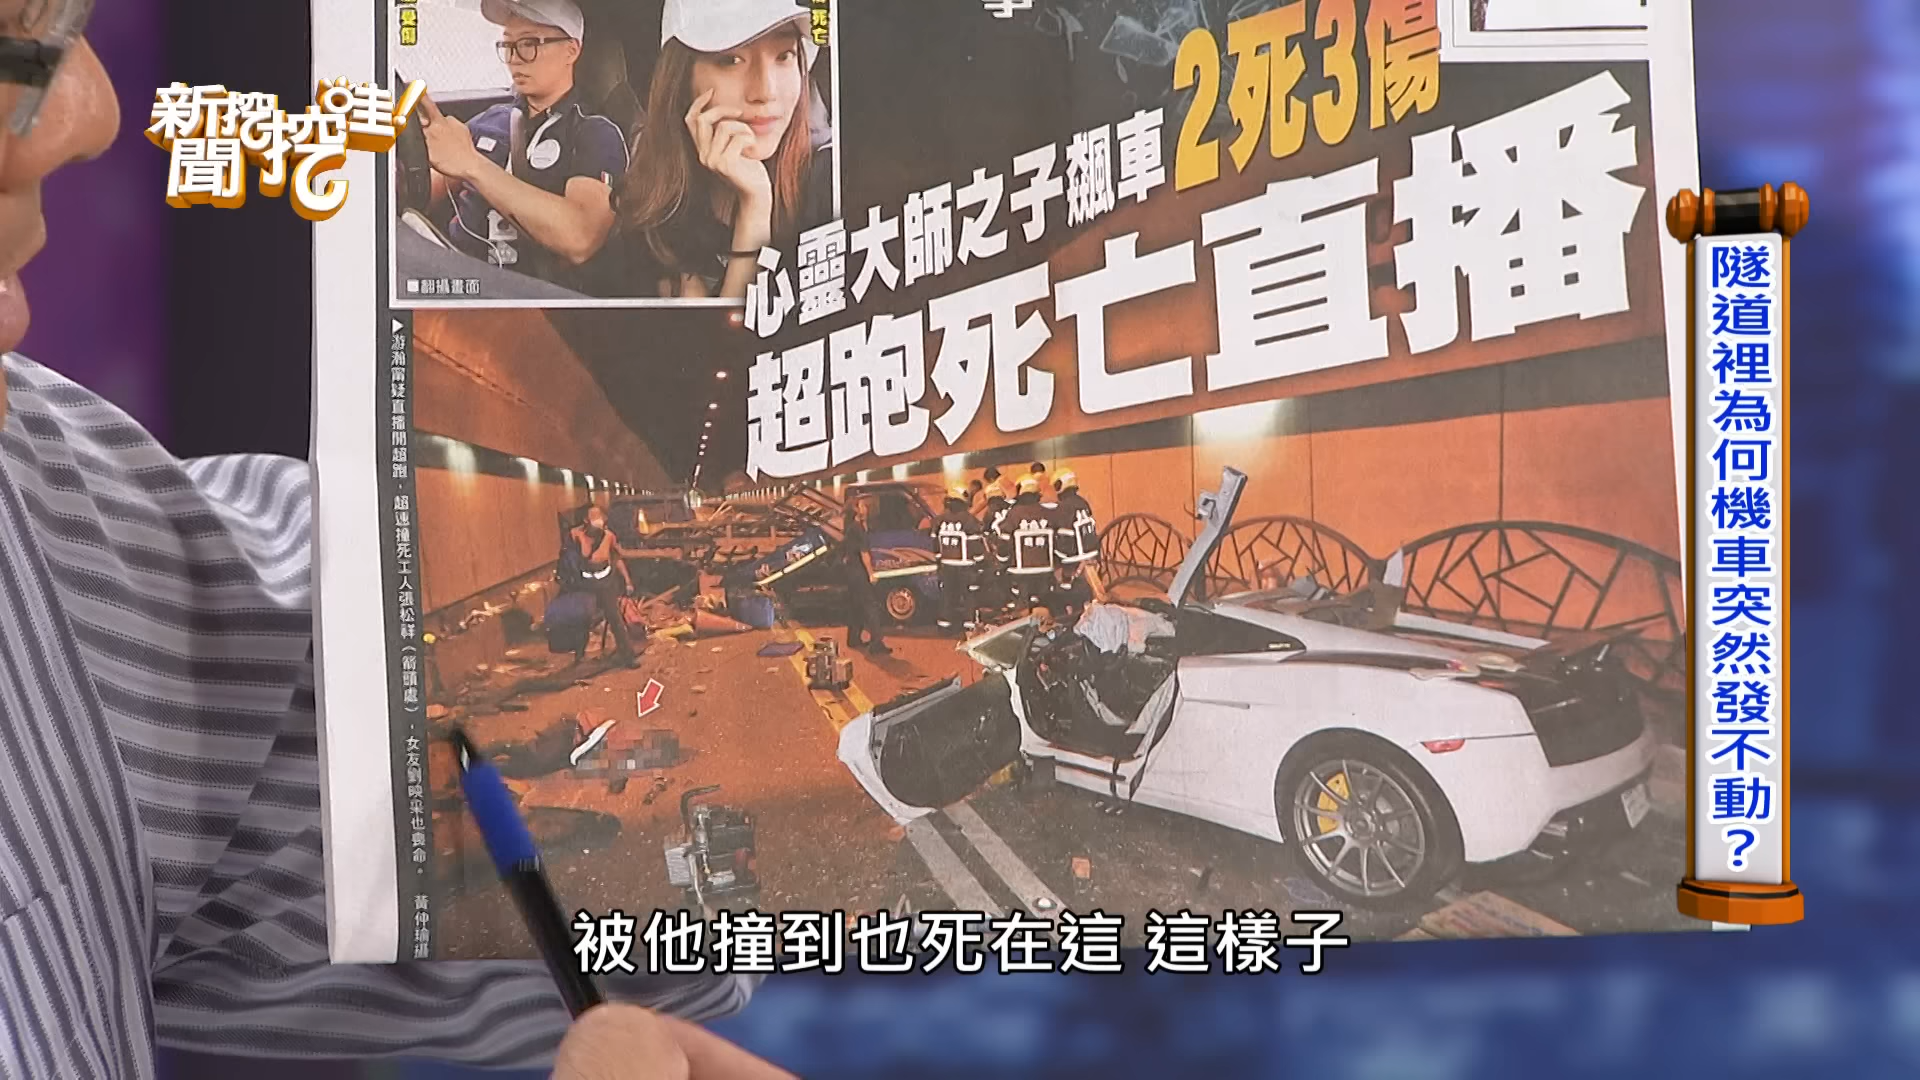 新聞挖挖哇!
2死3傷
心靈大師之子飆車
超跑死亡直播
■翻攝畫面
▶游瀚甯疑直播開超跑,超速撞死工人張松祥(箭頭處),女友劉映采也喪命。 黃仲瑜攝
隧道裡為何機車突然發不動?
被他撞到也死在這 這樣子